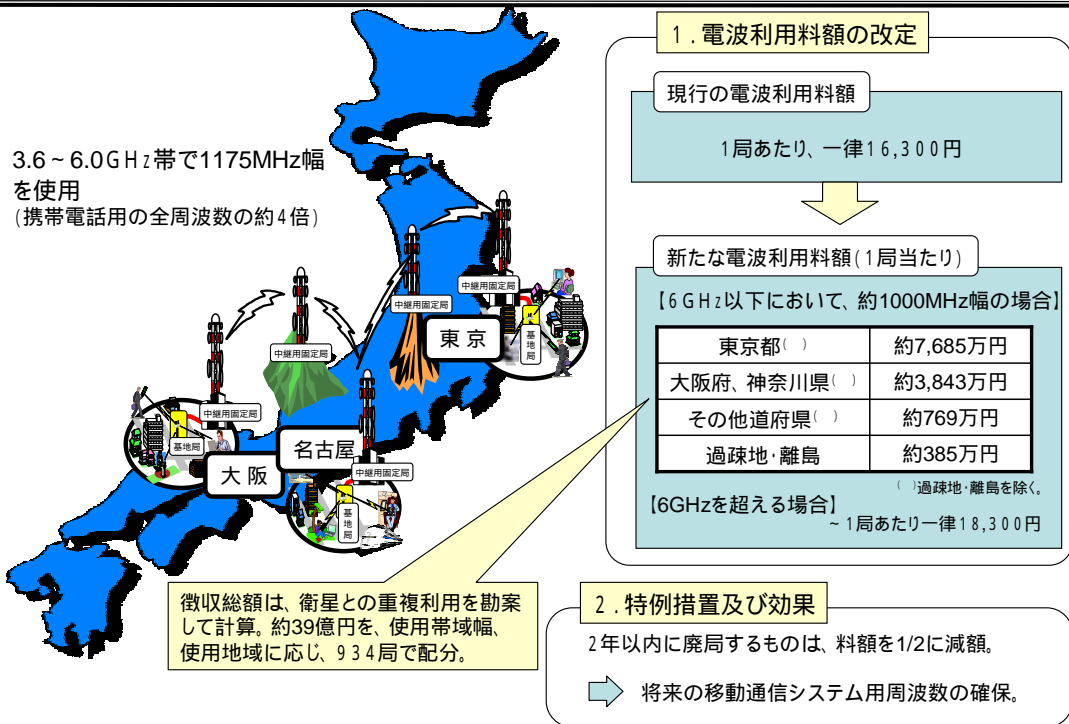 3.6~6.0GHz帯で1175MHz幅
を使用
(携帯電話用の全周波数の約4倍)
中継用固定局
中継用固定局
中継用固定局
東京
基地局
中継用固定局
基地局
大阪
名古屋
中継用固定局
基地局
徴収総額は、衛星との重複利用を勘案
して計算。約39億円を、使用帯域幅、
使用地域に応じ、934局で配分。
1.電波利用料額の改定
現行の電波利用料額
1局あたり、一律16,300円
新たな電波利用料額(1局当たり)
【6GHz以下において、約1000MHz幅の場合】
東京都( ) 約7,685万円
大阪府、神奈川県( ) 約3,843万円
その他道府県( ) 約769万円
過疎地・離島 約385万円
( )過疎地・離島を除く。
【6GHzを超える場合】
~1局あたり一律18,300円
2.特例措置及び効果
2年以内に廃局するものは、料額を1/2に減額。
将来の移動通信システム用周波数の確保。